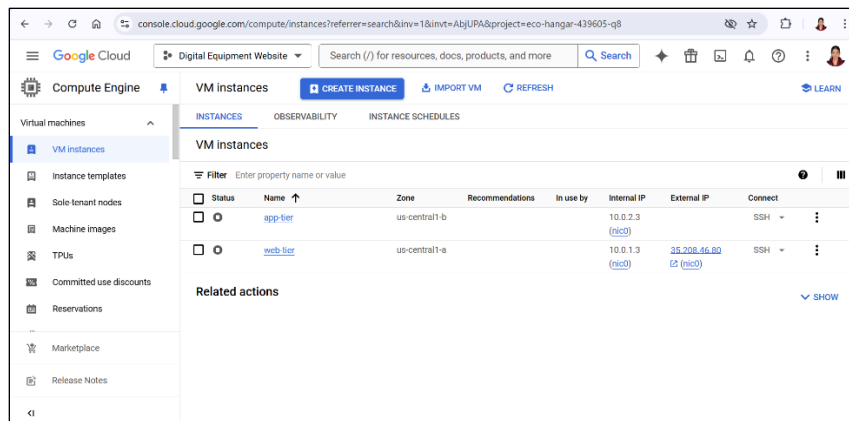 console.cloud.google.com/compute/instances?referrer=search&inv=1&invt=AbjUPA&project=eco-hangar-439605-q8
Google Cloud
Digital Equipment Website
Search (/) for resources, docs, products, and more
Search
Compute Engine
VM instances
CREATE INSTANCE
IMPORT VM
REFRESH
LEARN
Virtual machines
INSTANCES OBSERVABILITY INSTANCE SCHEDULES
VM instances
Instance templates
Sole-tenant nodes
Machine images
TPUs
Committed use discounts
Reservations
Marketplace
Release Notes
VM instances
Filter Enter property name or value
Status Name Zone Recommendations In use by Internal IP External IP Connect
app-tier us-central1-b 10.0.2.3 SSH
(nic0)
web-tier us-central1-a 10.0.1.3 35.208.46.80 SSH
(nic0) (nic0)
Related actions
SHOW